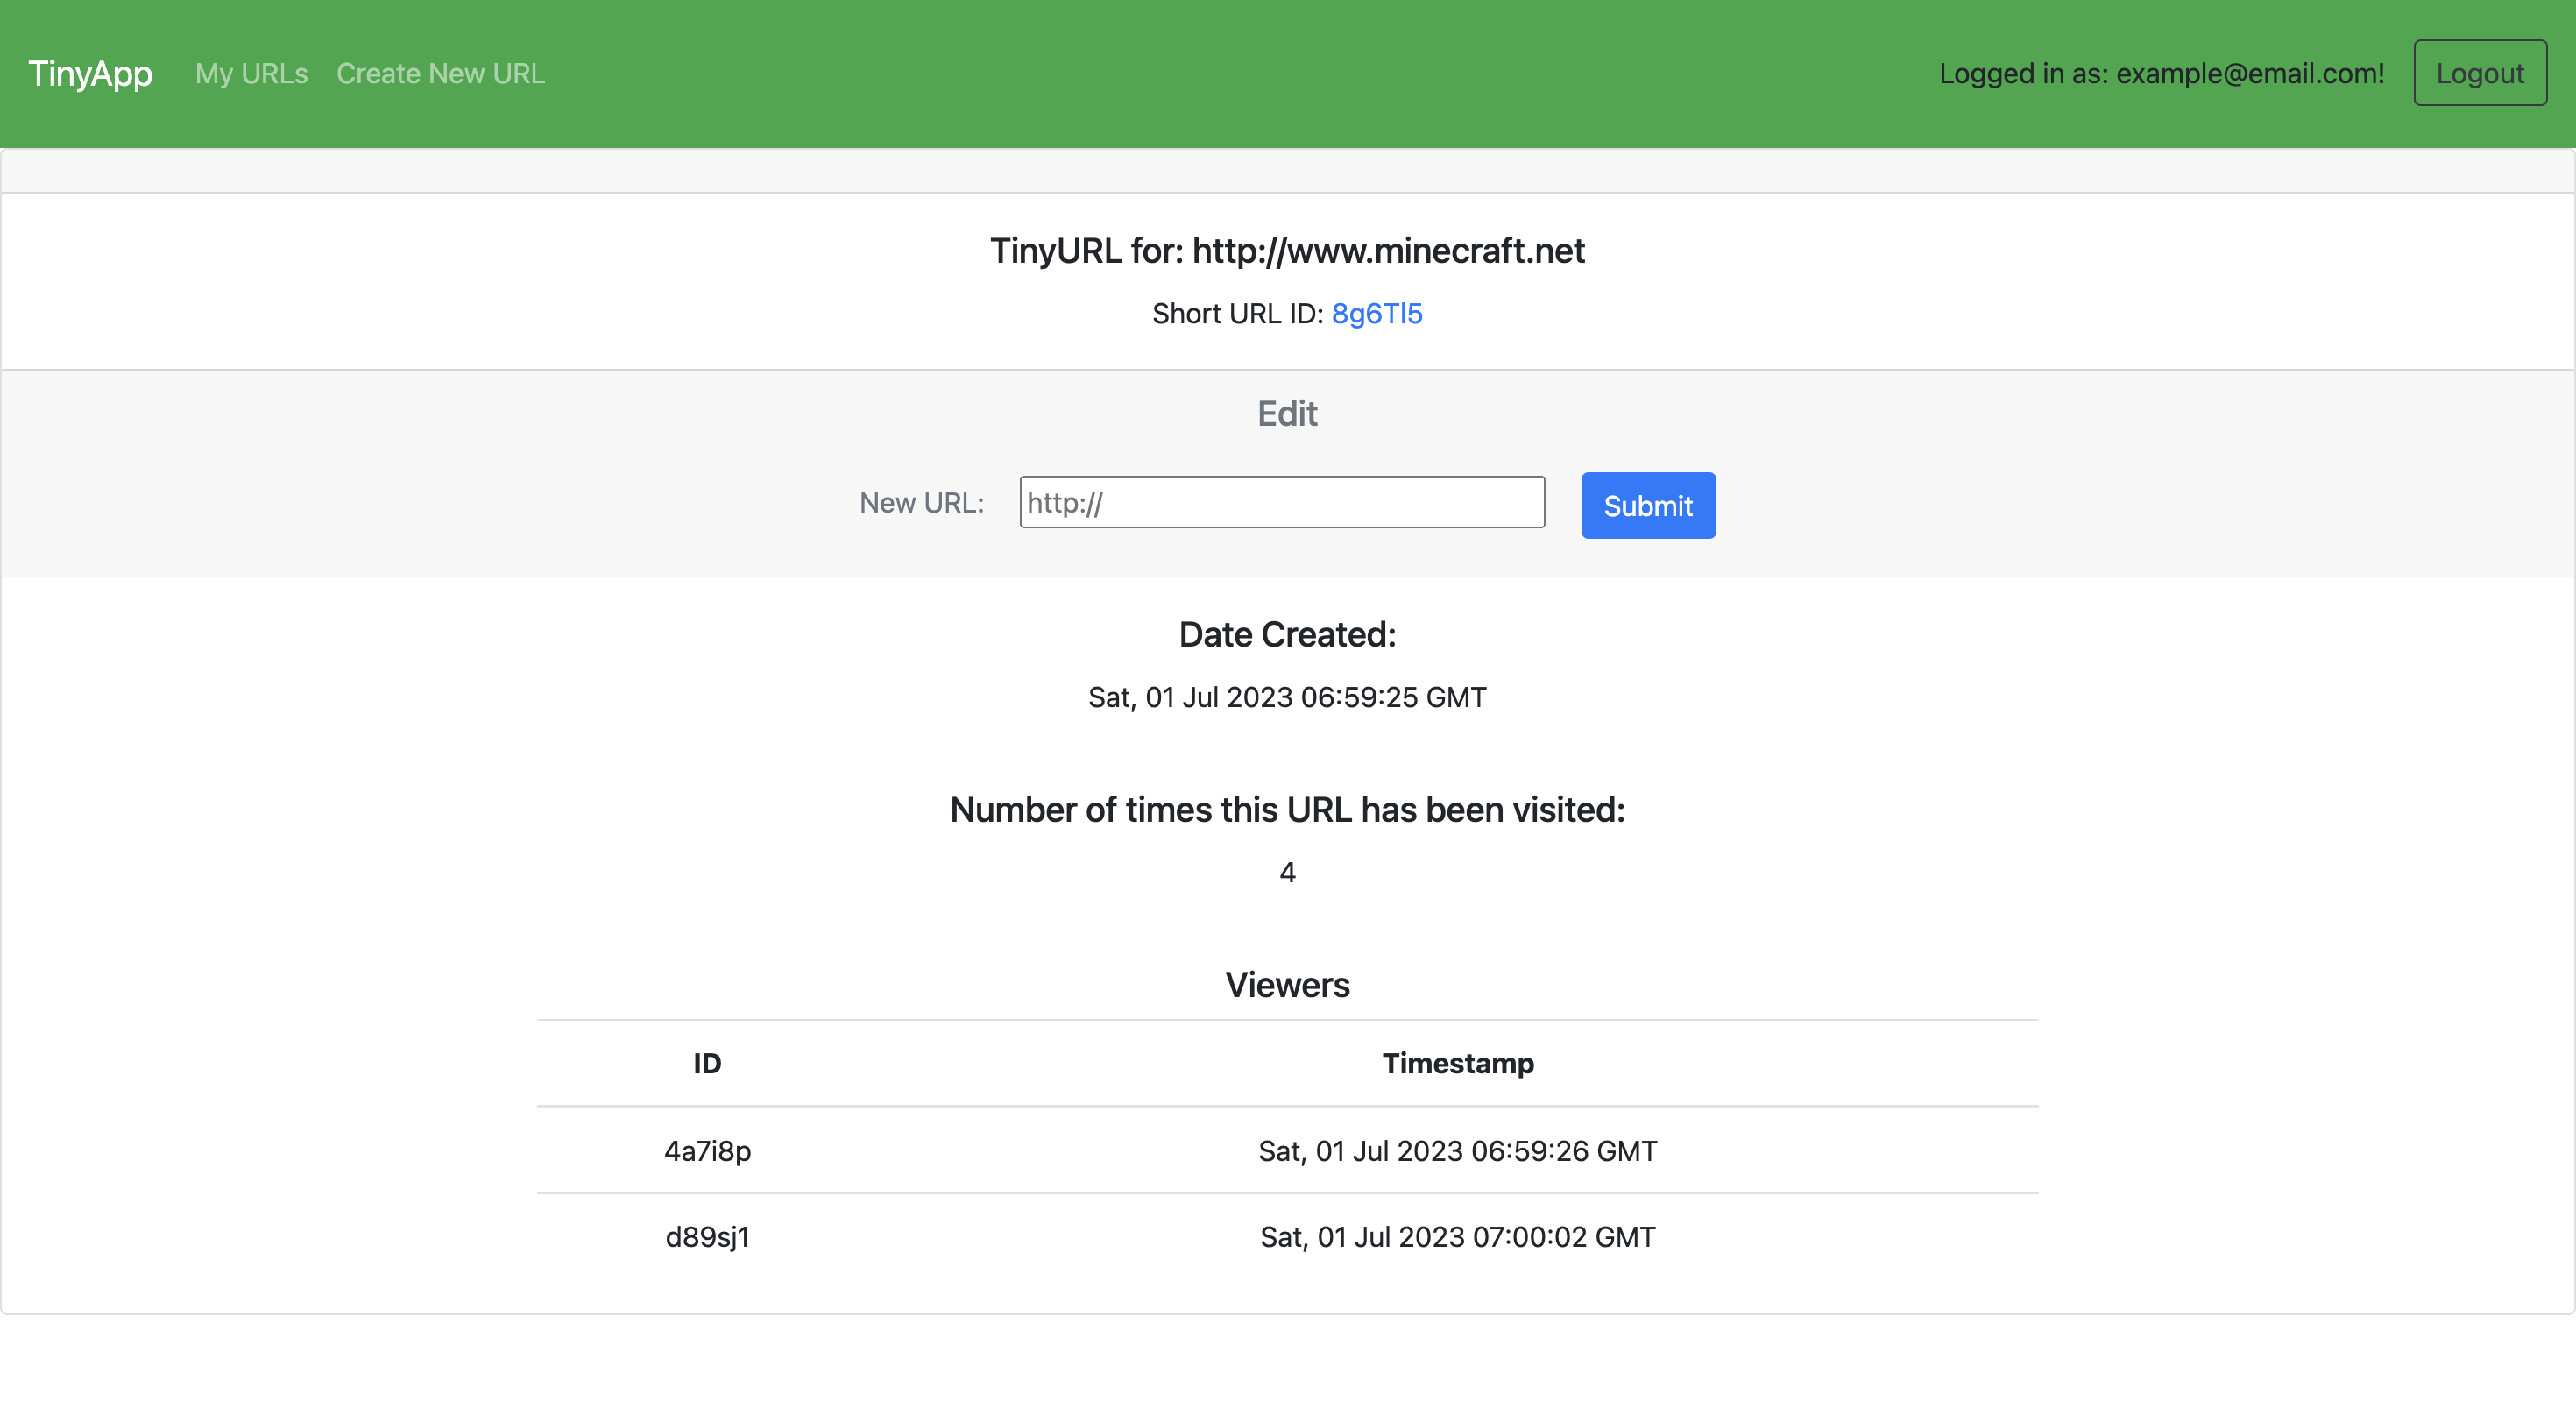 TinyApp My URLs Create New URL Logged in as: example@email.com! Logout
TinyURL for: http://www.minecraft.net
Short URL ID: 8g6Tl5
Edit
New URL: http:// Submit
Date Created:
Sat, 01 Jul 2023 06:59:25 GMT
Number of times this URL has been visited:
4
Viewers
ID Timestamp
4a7i8p Sat, 01 Jul 2023 06:59:26 GMT
d89sj1 Sat, 01 Jul 2023 07:00:02 GMT